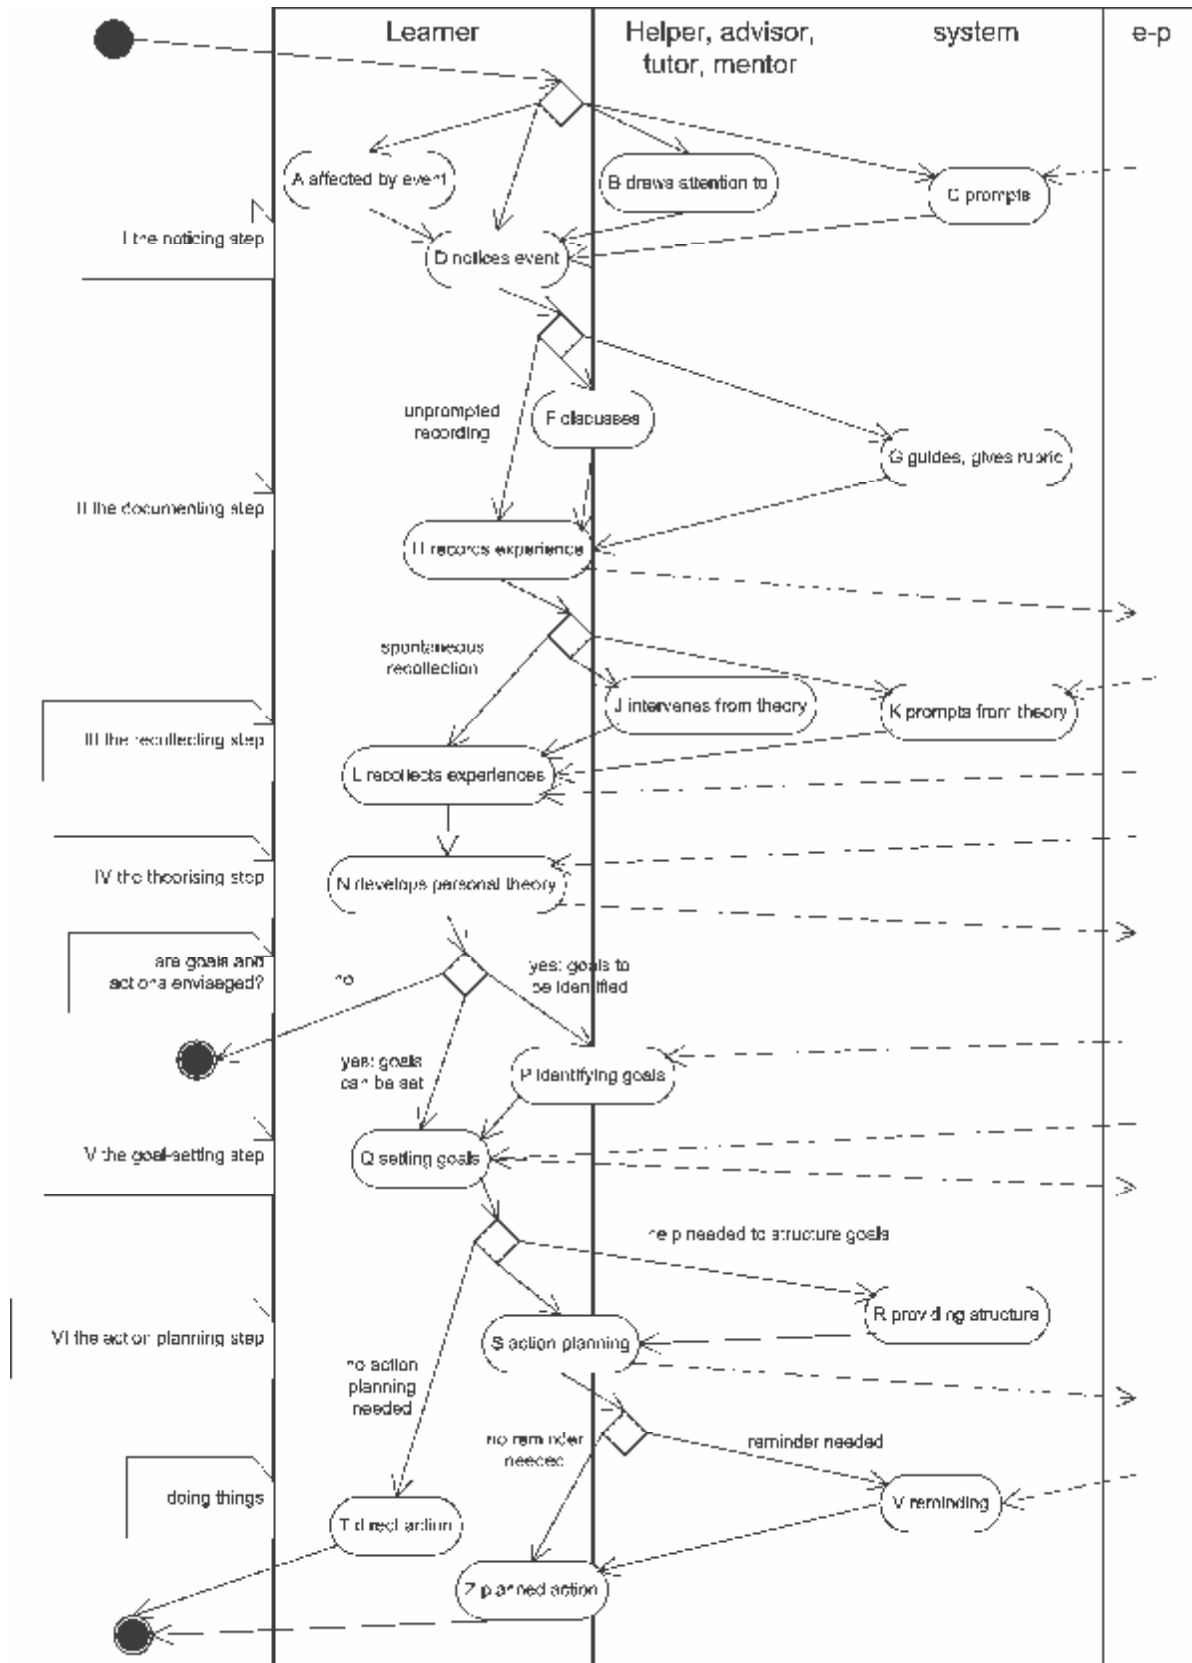 Learner
Helper, advisor,
tutor, mentor
system
e-p
A affected by event
B draws attention to
C prompts
I the noticing step
D notices event
unprompted
recording
F discusses
G guides, gives rubric
II the documenting step
H records experience
spontaneous
recollection
J intervenes from theory
K prompts from theory
III the recollecting step
L recollects experiences
IV the theorising step
N develops personal theory
are goals and
actions envisaged?
no
yes: goals to
be identified
yes: goals
can be set
P identifying goals
V the goal-setting step
Q setting goals
help needed to structure goals
R providing structure
VI the action planning step
S action planning
no action
planning
needed
no reminder
needed
reminder needed
doing things
V reminding
T direct action
Z planned action